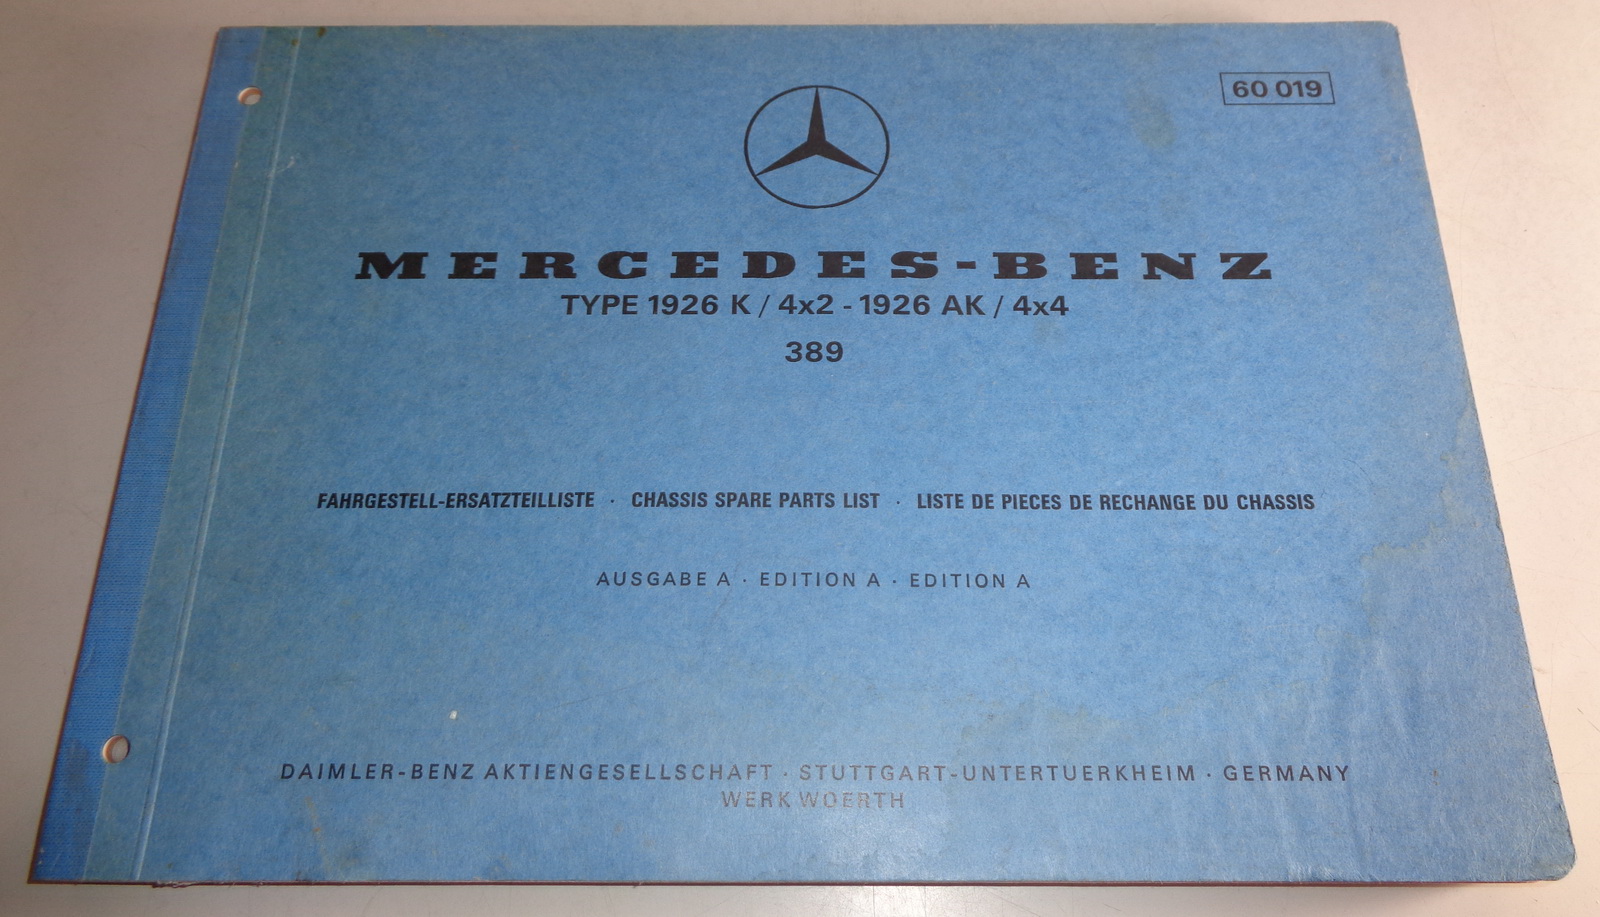 60 019
MERCEDES-BENZ
TYPE 1926 K / 4x2 - 1926 AK / 4x4
389
FAHRGESTELL-ERSATZTEILLISTE · CHASSIS SPARE PARTS LIST · LISTE DE PIECES DE RECHANGE DU CHASSIS
AUSGABE A · EDITION A · EDITION A
DAIMLER-BENZ AKTIENGESELLSCHAFT · STUTTGART-UNTERTUERKHEIM · GERMANY
WERK WOERTH